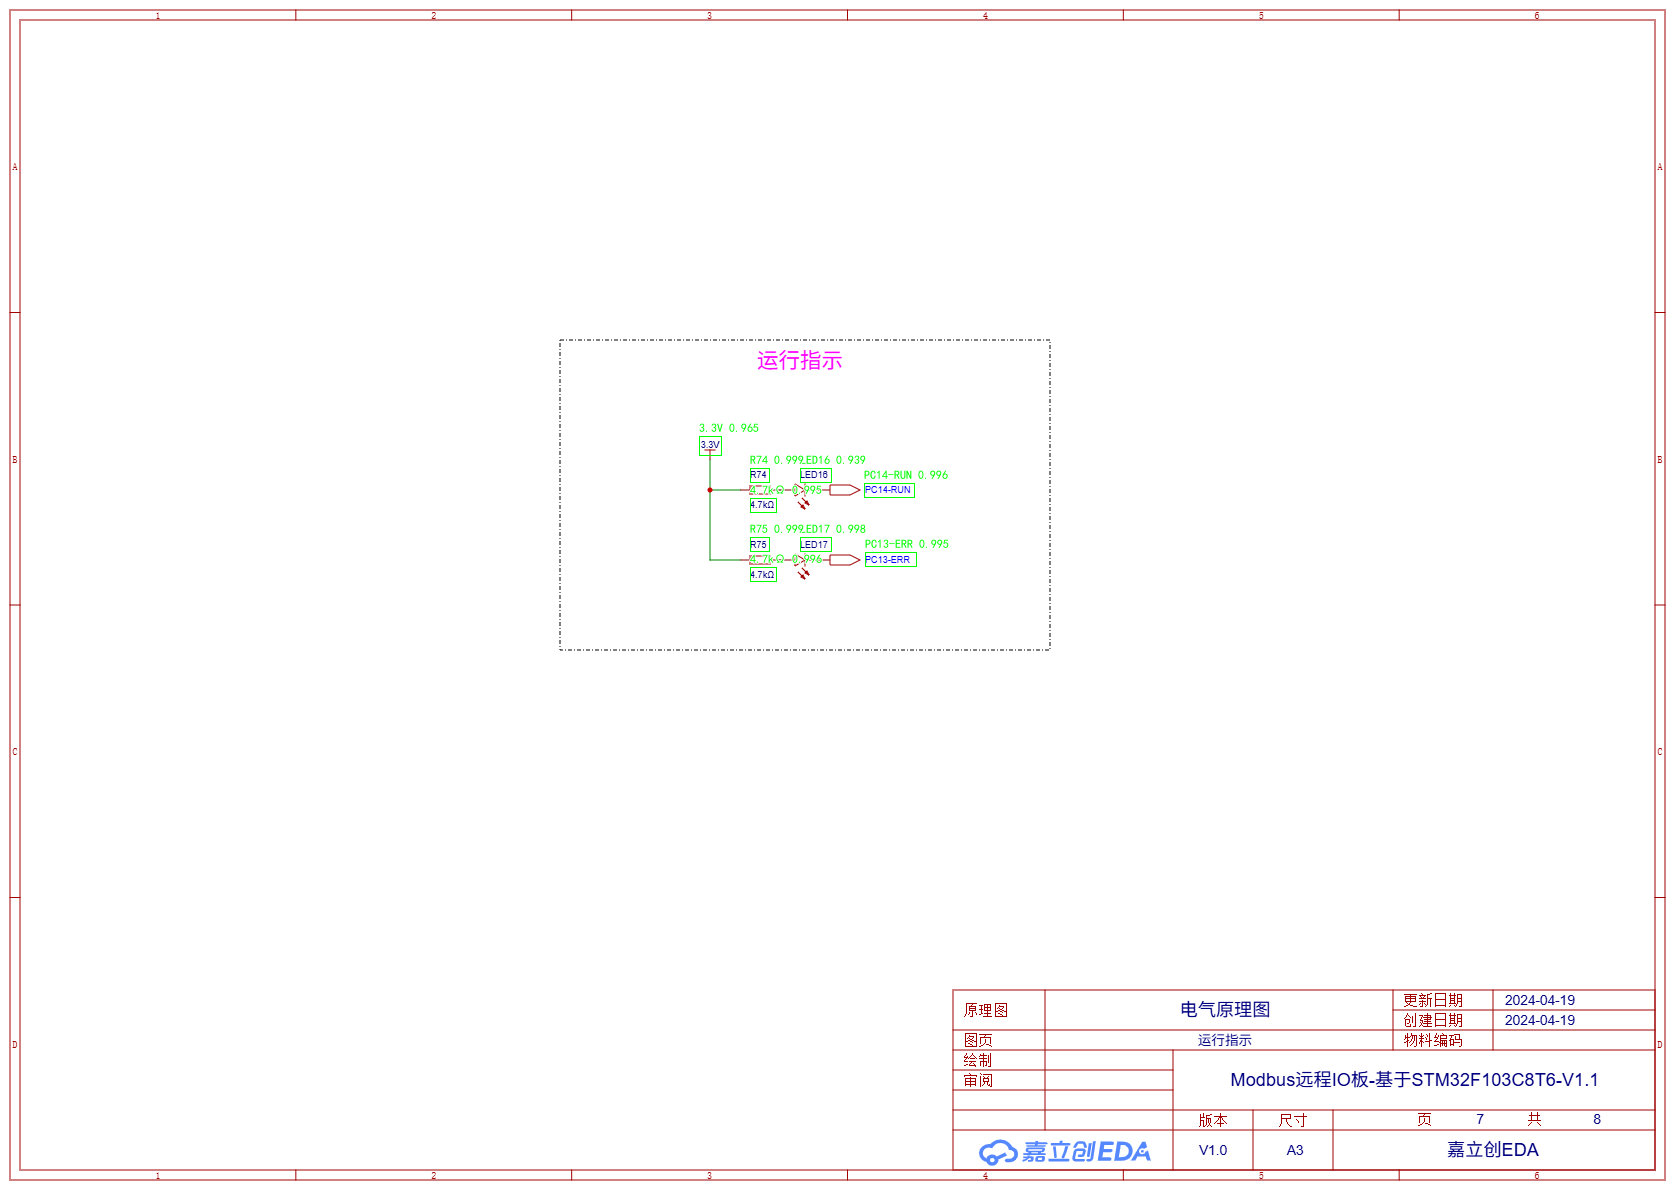 1 2 3 4 5 6
A A
运行指示
3.3V 0.965
3.3V
B B
R74 0.999 LED16 0.939
R74 LED16 PC14-RUN 0.996
4.7kΩ 0.995 PC14-RUN
4.7kΩ
R75 0.999 LED17 0.998
R75 LED17 PC13-ERR 0.995
4.7kΩ 0.996 PC13-ERR
4.7kΩ
C C
原理图 电气原理图 更新日期 2024-04-19
创建日期 2024-04-19
D D
图页 运行指示 物料编码
绘制
审阅 Modbus远程IO板-基于STM32F103C8T6-V1.1
版本 尺寸 页 7 共 8
嘉立创EDA V1.0 A3 嘉立创EDA
1 2 3 4 5 6